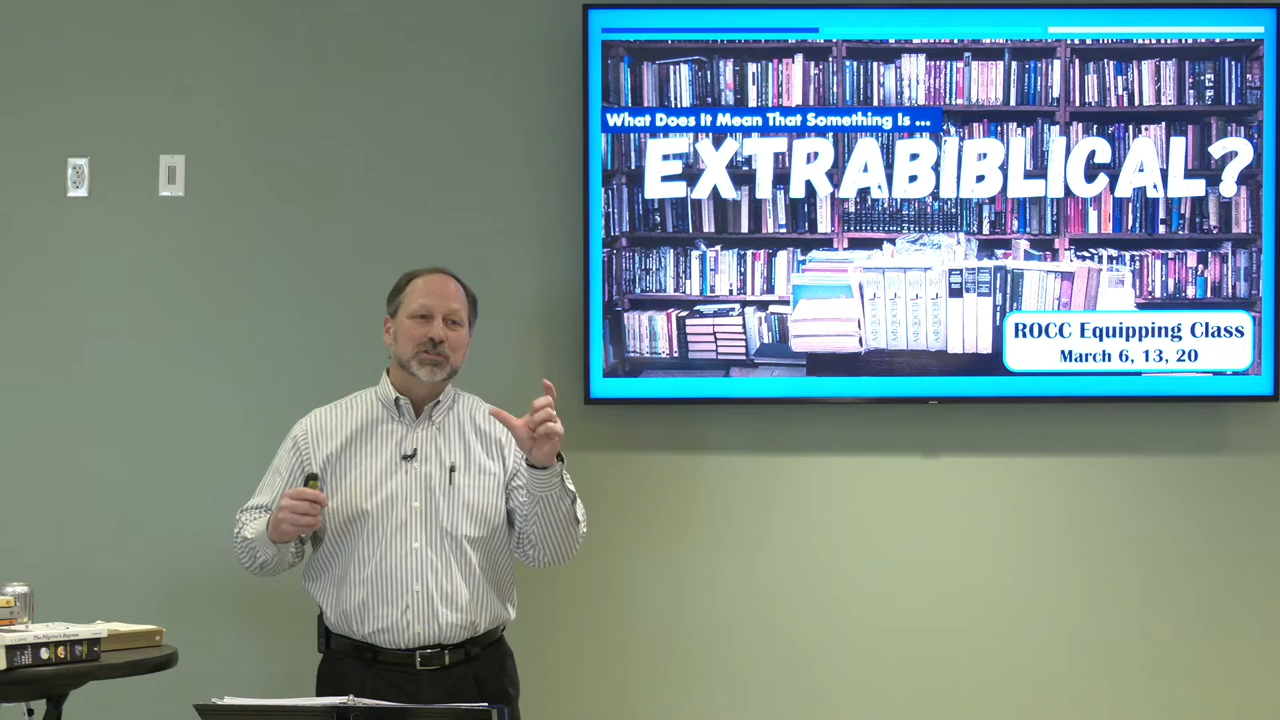 What Does It Mean That Something Is ...
EXTRABIBLICAL?
ROCC Equipping Class
March 6, 13, 20
The Pilgrim's Progress